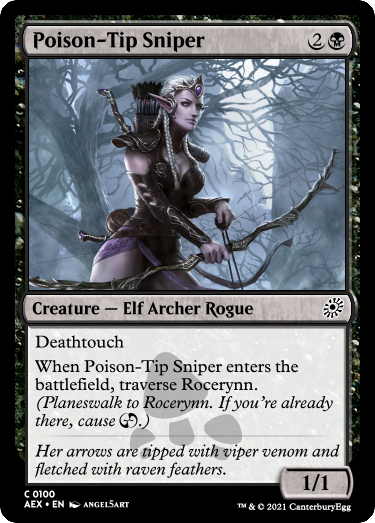 Poison-Tip Sniper 2
Creature — Elf Archer Rogue
Deathtouch
When Poison-Tip Sniper enters the
battlefield, traverse Rocerynn.
(Planeswalk to Rocerynn. If you're already
there, cause .)
Her arrows are tipped with viper venom and
fletched with raven feathers.
1/1
C 0100
AEX • EN ANGEL5ART
™ & © 2021 CanterburyEgg